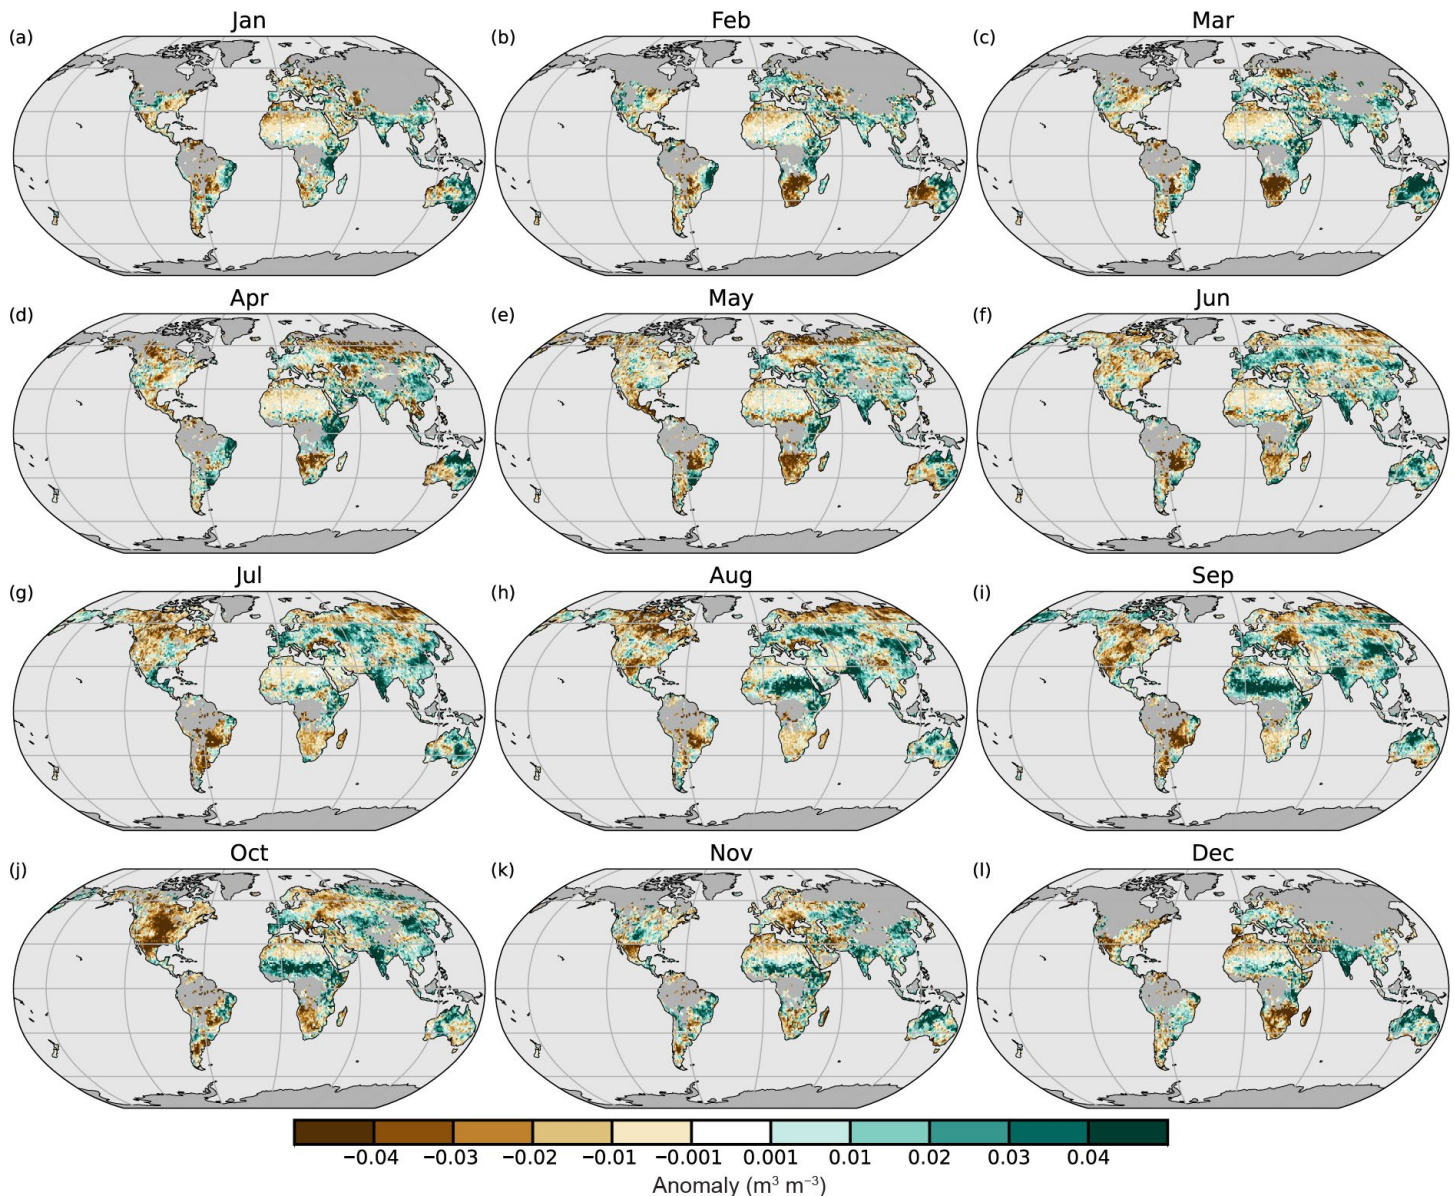 Jan
Feb
Mar
(a)
(b)
(c)
Apr
May
Jun
(d)
(e)
(f)
Jul
Aug
Sep
(g)
(h)
(i)
Oct
Nov
Dec
(j)
(k)
(l)
−0.04 −0.03 −0.02 −0.01 −0.001 0.001 0.01 0.02 0.03 0.04
Anomaly (m³ m⁻³)